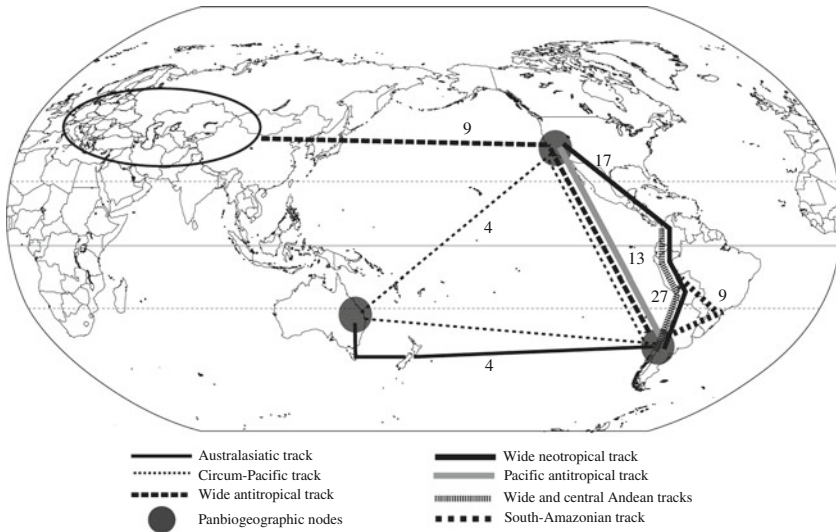 9
17
4
13
27
9
4
Australasiatic track
Circum-Pacific track
Wide antitropical track
Panbiogeographic nodes
Wide neotropical track
Pacific antitropical track
Wide and central Andean tracks
South-Amazonian track